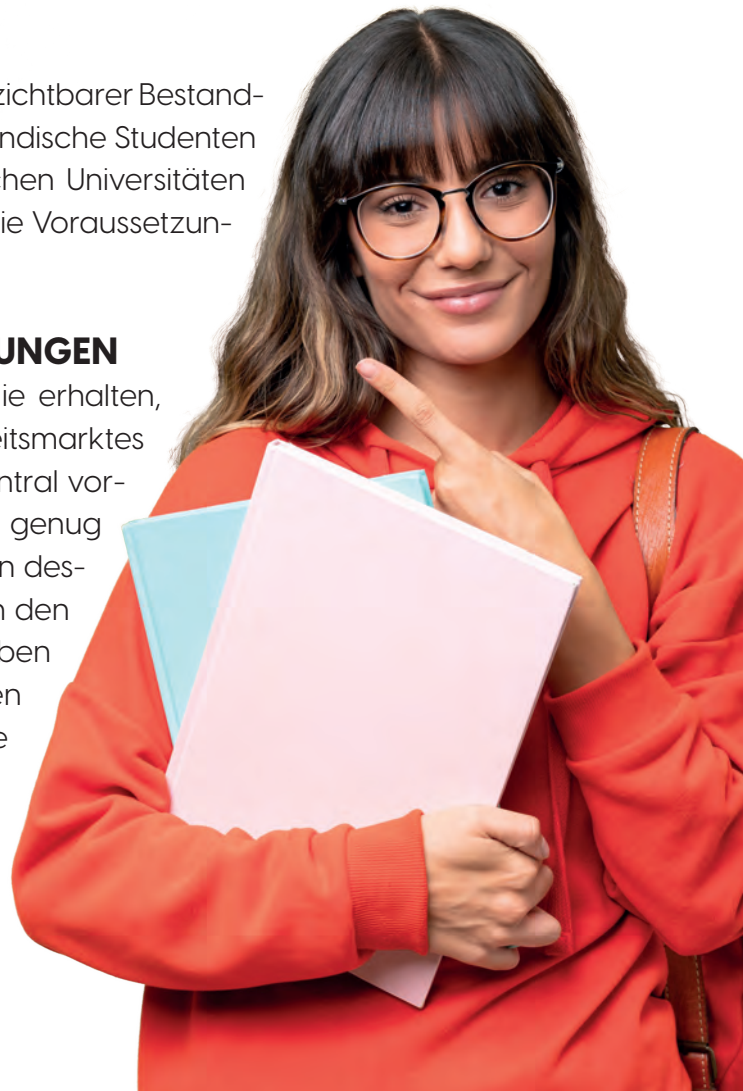 zichtbarer Bestand-
ndische Studenten
chen Universitäten
ie Voraussetzun-
UNGEN
ie erhalten,
eitsmarktes
ntral vor-
genug
n des-
n den
ben
en
e